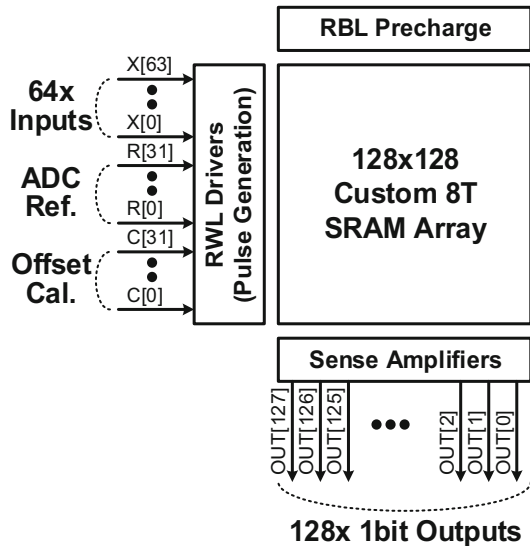 RBL Precharge
X[63]
64x
Inputs
X[0]
R[31]
ADC
Ref.
R[0]
C[31]
Offset
Cal.
C[0]
RWL Drivers
(Pulse Generation)
128x128
Custom 8T
SRAM Array
Sense Amplifiers
OUT[127]
OUT[126]
OUT[125]
OUT[2]
OUT[1]
OUT[0]
128x 1bit Outputs